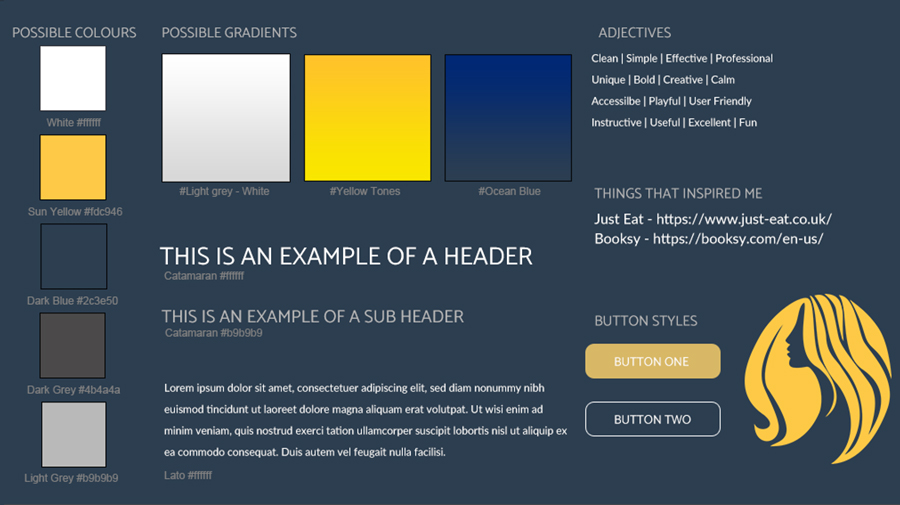 POSSIBLE COLOURS
White #ffffff
Sun Yellow #fdc946
Dark Blue #2c3e50
Dark Grey #4b4a4a
Light Grey #b9b9b9
POSSIBLE GRADIENTS
#Light grey - White
#Yellow Tones
#Ocean Blue
THIS IS AN EXAMPLE OF A HEADER
Catamaran #ffffff
THIS IS AN EXAMPLE OF A SUB HEADER
Catamaran #b9b9b9
Lorem ipsum dolor sit amet, consectetuer adipiscing elit, sed diam nonummy nibh
euismod tincidunt ut laoreet dolore magna aliquam erat volutpat. Ut wisi enim ad
minim veniam, quis nostrud exerci tation ullamcorper suscipit lobortis nisl ut aliquip ex
ea commodo consequat. Duis autem vel feugait nulla facilisi.
Lato #ffffff
ADJECTIVES
Clean | Simple | Effective | Professional
Unique | Bold | Creative | Calm
Accessilbe | Playful | User Friendly
Instructive | Useful | Excellent | Fun
THINGS THAT INSPIRED ME
Just Eat - https://www.just-eat.co.uk/
Booksy - https://booksy.com/en-us/
BUTTON STYLES
BUTTON ONE
BUTTON TWO